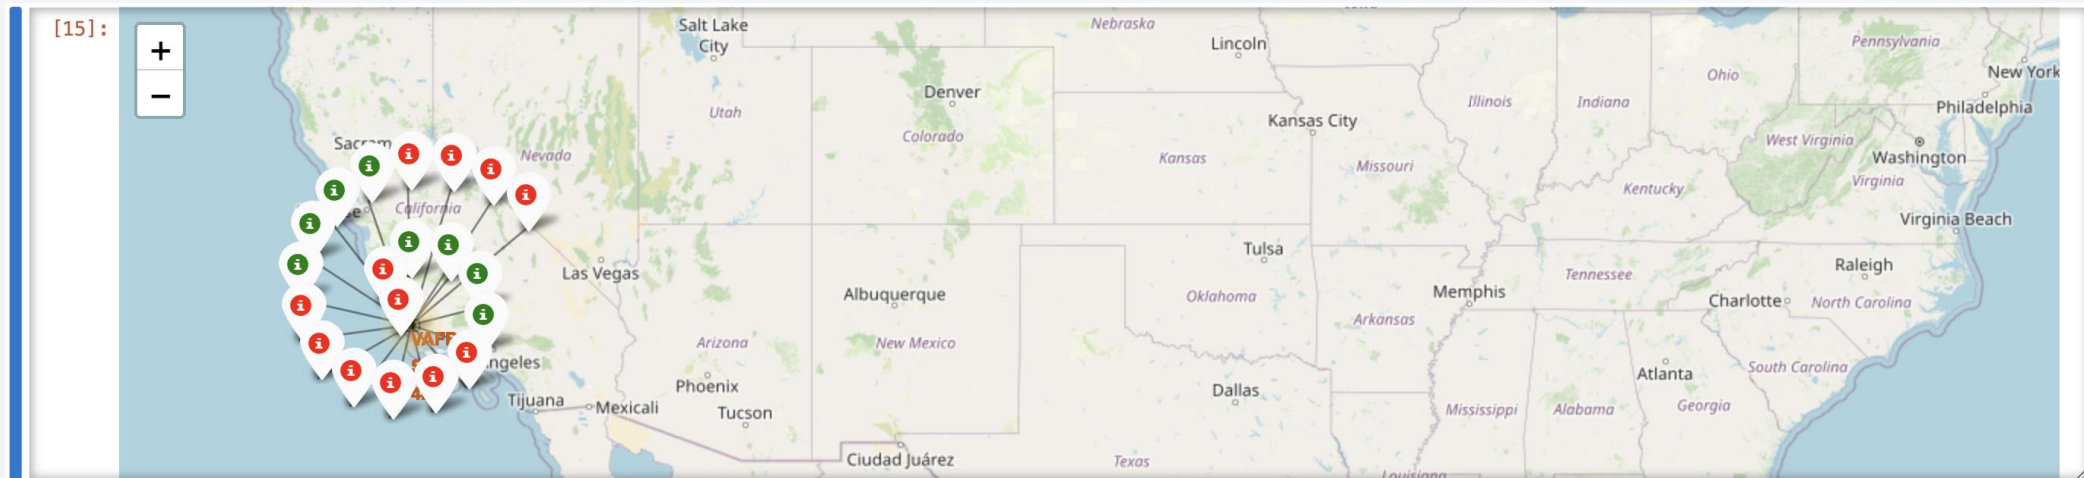 [15]:
+
−
Salt Lake
City
Nebraska
Lincoln
Pennsylvania
New York
Denver
Utah
Colorado
Kansas City
Illinois
Indiana
Ohio
Philadelphia
Nevada
California
Kansas
Missouri
West Virginia
Washington
Kentucky
Virginia
Virginia Beach
Las Vegas
Albuquerque
Tulsa
Oklahoma
Memphis
Tennessee
Charlotte
Raleigh
North Carolina
Arkansas
Arizona
New Mexico
Phoenix
Tucson
Tijuana
Mexicali
Dallas
Atlanta
South Carolina
Mississippi
Alabama
Georgia
Ciudad Juárez
Texas
Louisiana